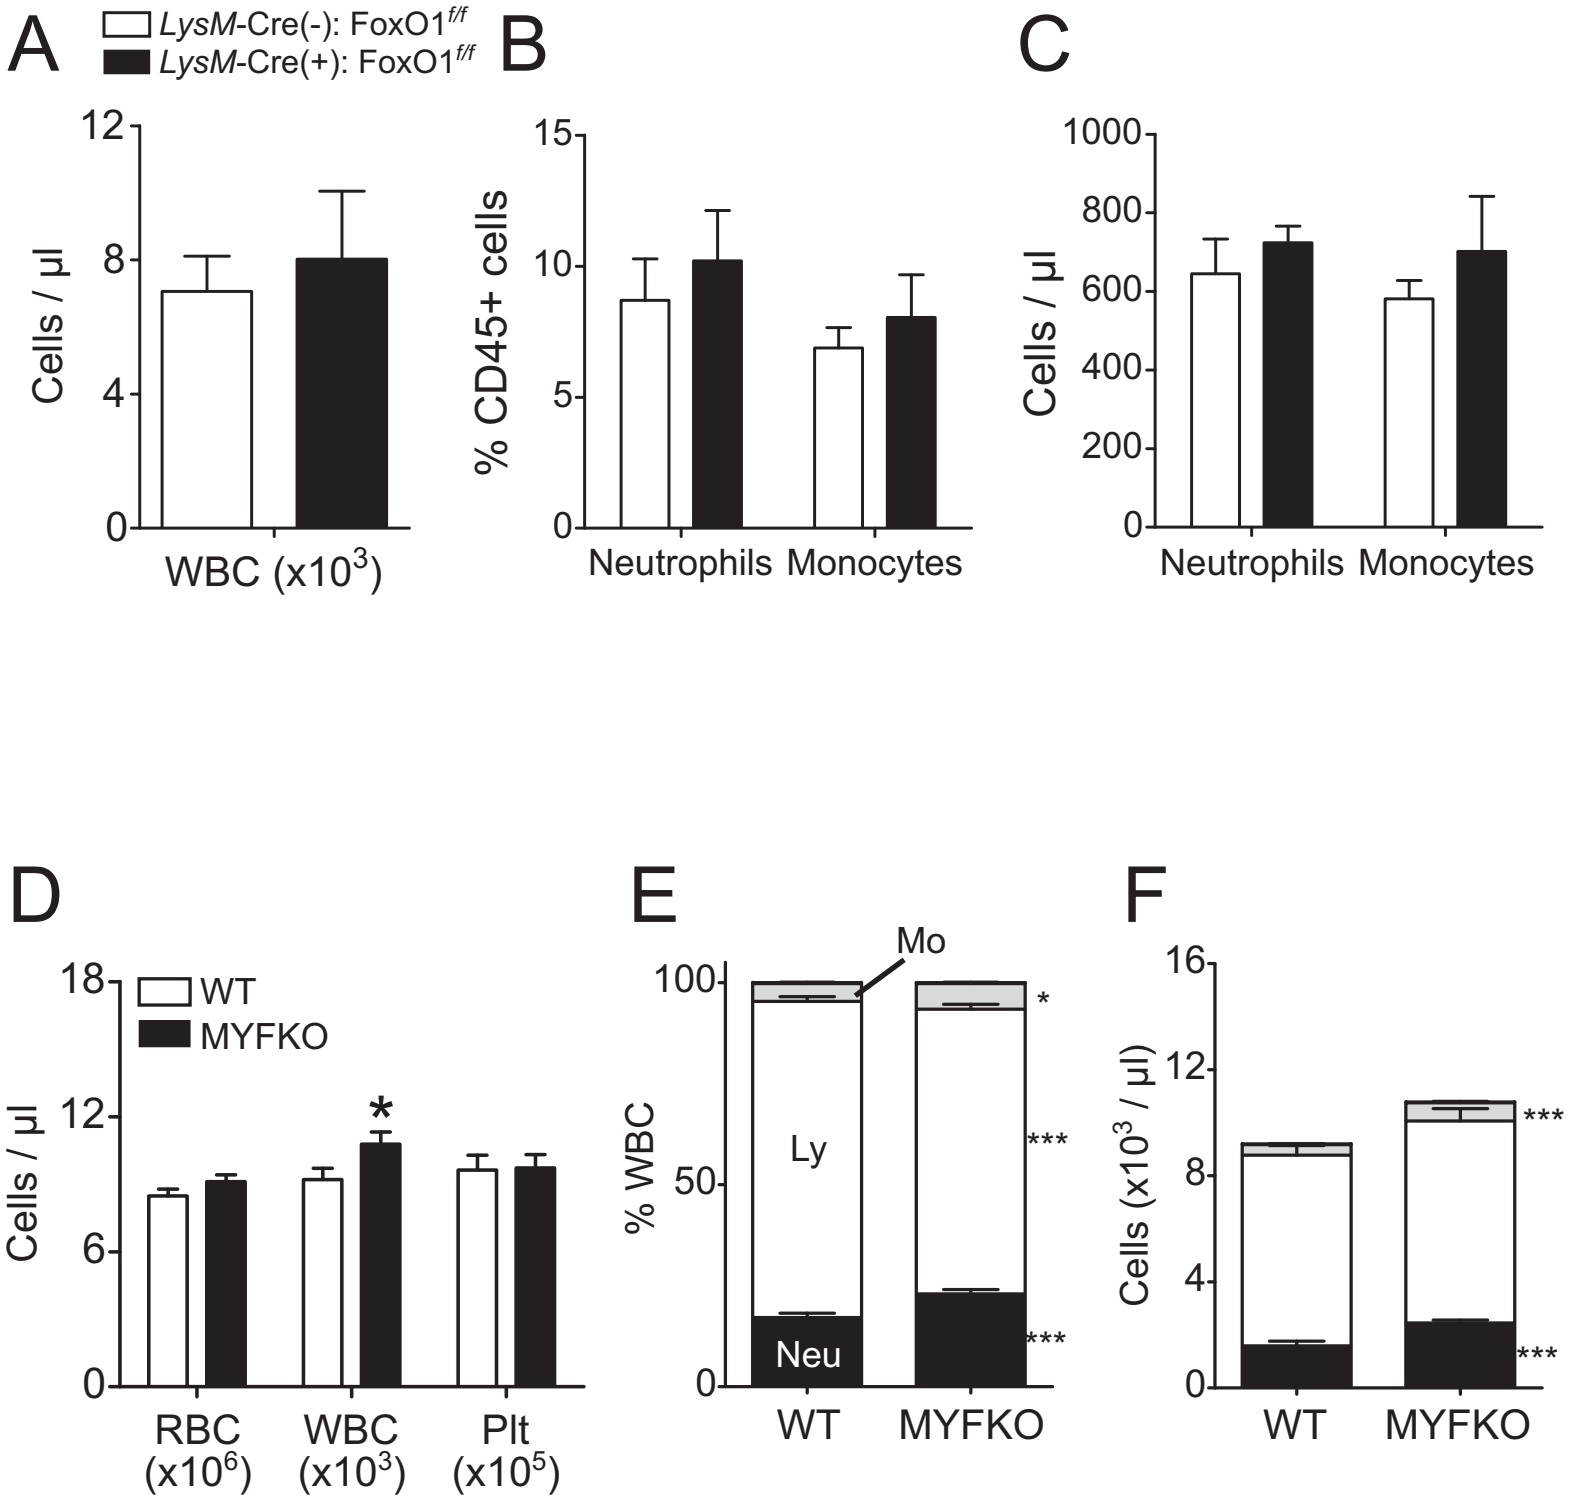 A
LysM-Cre(-): FoxO1f/f
LysM-Cre(+): FoxO1f/f
12
8
4
0
Cells / µl
WBC (x10³)
B
15
10
5
0
% CD45+ cells
Neutrophils Monocytes
C
1000
800
600
400
200
0
Cells / µl
Neutrophils Monocytes
D
WT
MYFKO
18
12
6
0
Cells / µl
*
RBC (x10⁶)
WBC (x10³)
Plt (x10⁵)
E
Mo
100
50
0
% WBC
Ly
Neu
*
***
***
WT MYFKO
F
16
12
8
4
0
Cells (x10³ / µl)
***
***
WT MYFKO